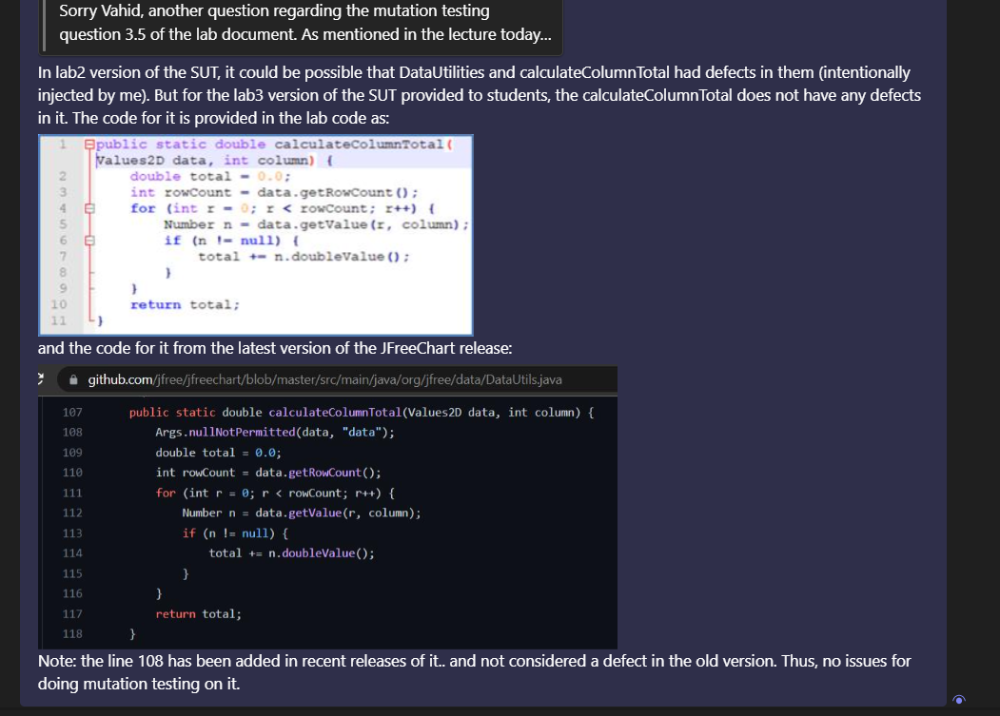 Sorry Vahid, another question regarding the mutation testing
question 3.5 of the lab document. As mentioned in the lecture today...
In lab2 version of the SUT, it could be possible that DataUtilities and calculateColumnTotal had defects in them (intentionally
injected by me). But for the lab3 version of the SUT provided to students, the calculateColumnTotal does not have any defects
in it. The code for it is provided in the lab code as:
1 public static double calculateColumnTotal(
Values2D data, int column) {
2 double total = 0.0;
3 int rowCount = data.getRowCount();
4 for (int r = 0; r < rowCount; r++) {
5 Number n = data.getValue(r, column);
6 if (n != null) {
7 total += n.doubleValue();
8 }
9 }
10 return total;
11 }
and the code for it from the latest version of the JFreeChart release:
github.com/jfree/jfreechart/blob/master/src/main/java/org/jfree/data/DataUtils.java
107 public static double calculateColumnTotal(Values2D data, int column) {
108 Args.nullNotPermitted(data, "data");
109 double total = 0.0;
110 int rowCount = data.getRowCount();
111 for (int r = 0; r < rowCount; r++) {
112 Number n = data.getValue(r, column);
113 if (n != null) {
114 total += n.doubleValue();
115 }
116 }
117 return total;
118 }
Note: the line 108 has been added in recent releases of it.. and not considered a defect in the old version. Thus, no issues for
doing mutation testing on it.